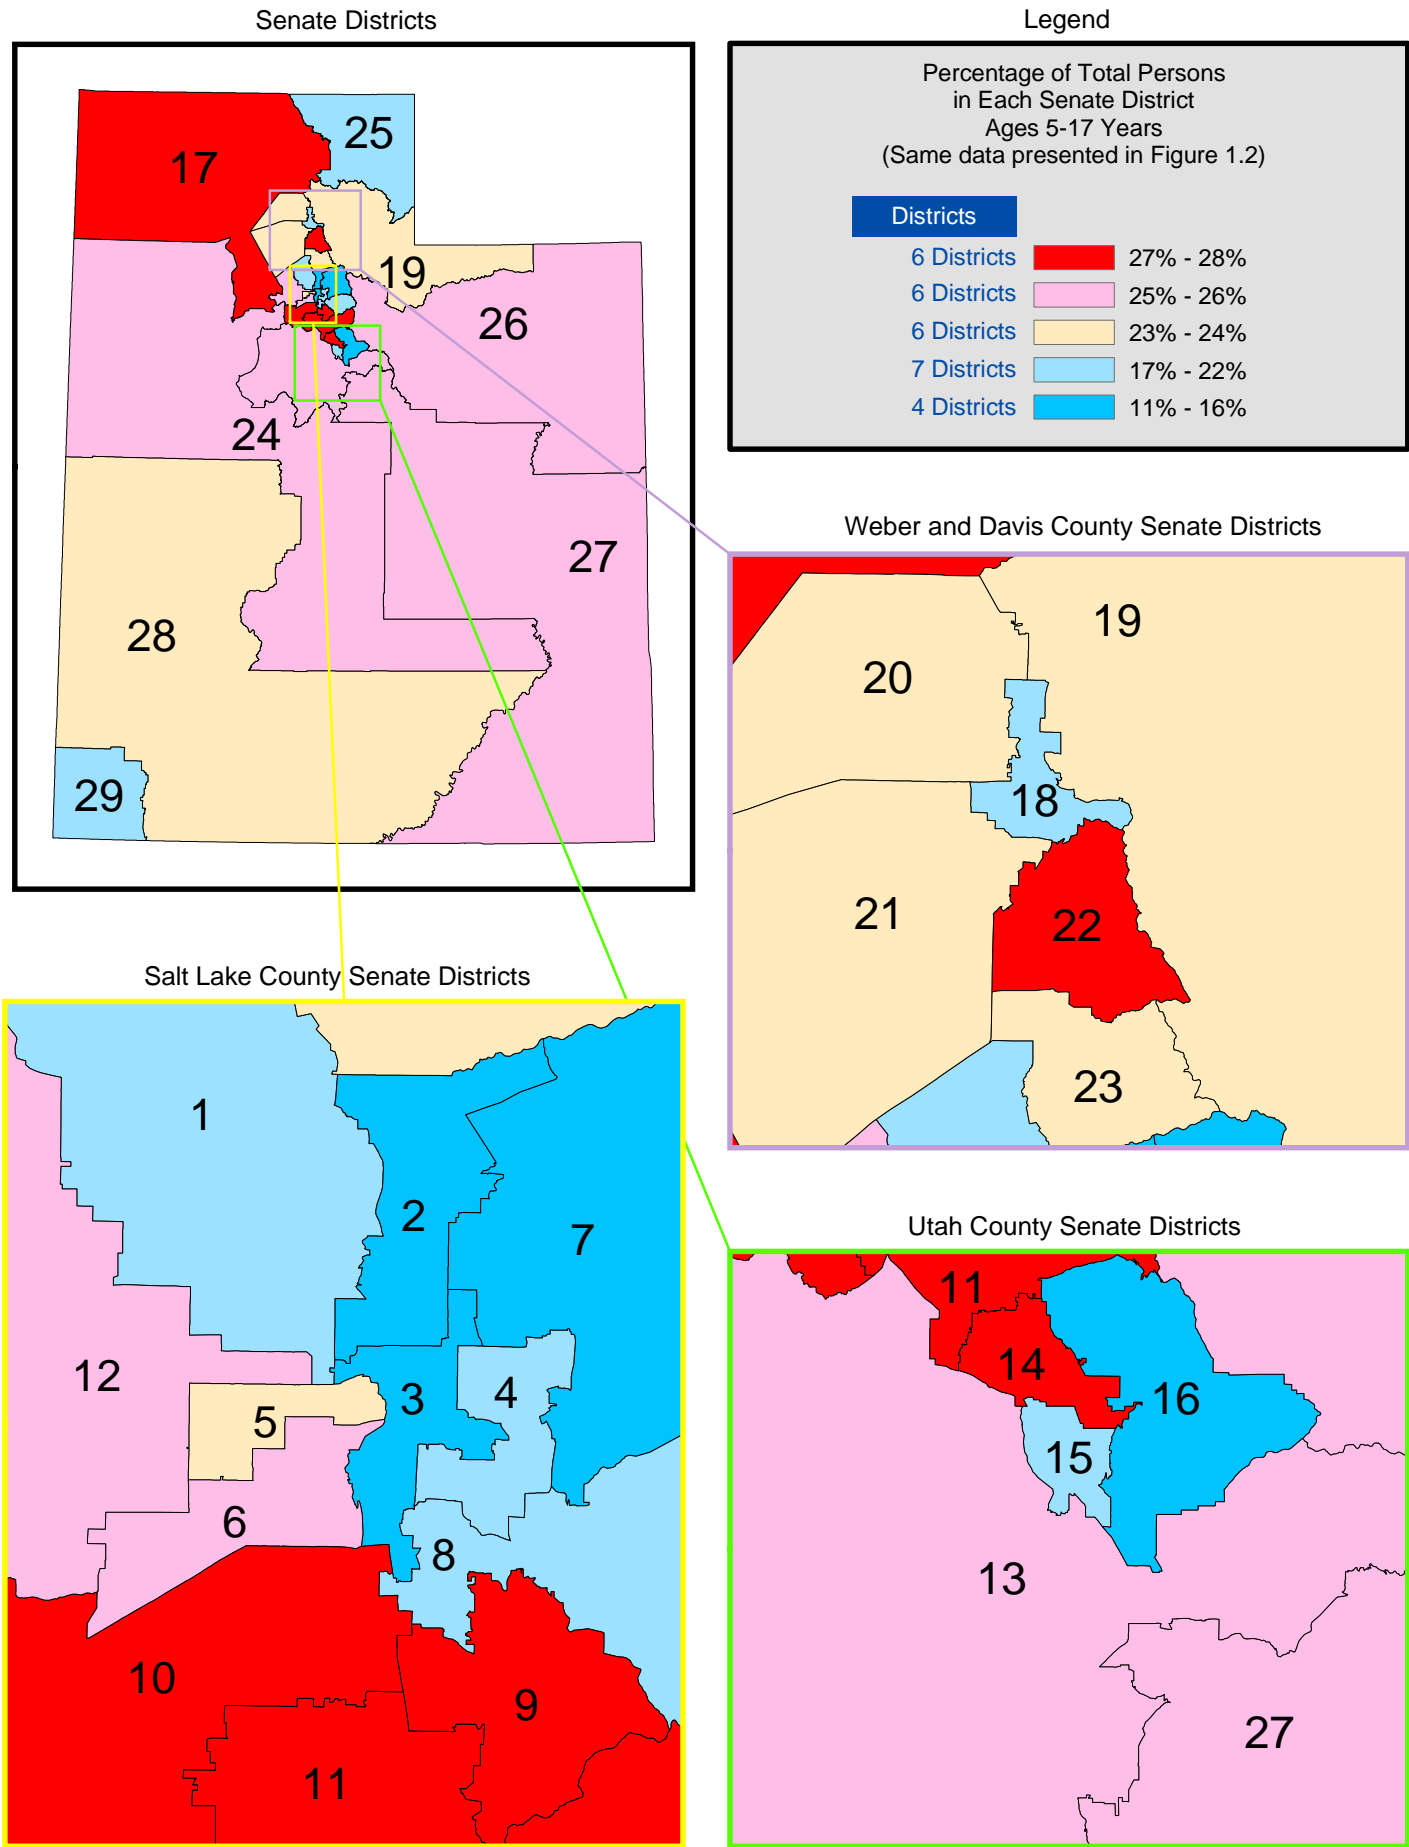 Senate Districts
17
25
19
26
24
27
28
29
Legend
Percentage of Total Persons
in Each Senate District
Ages 5-17 Years
(Same data presented in Figure 1.2)
Districts
6 Districts 27% - 28%
6 Districts 25% - 26%
6 Districts 23% - 24%
7 Districts 17% - 22%
4 Districts 11% - 16%
Weber and Davis County Senate Districts
19
20
18
21
22
23
Salt Lake County Senate Districts
1
2
7
12
3
4
5
6
8
10
9
11
Utah County Senate Districts
11
14
16
15
13
27